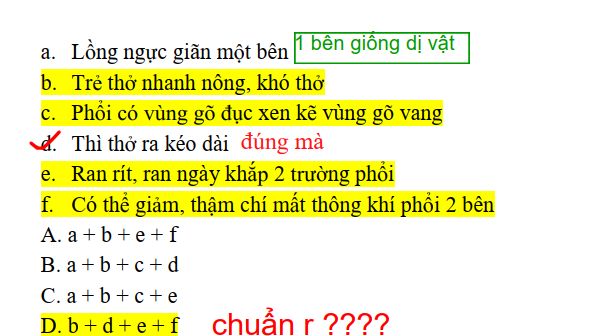 a. Lồng ngực giãn một bên 1 bên giống dị vật
b. Trẻ thở nhanh nông, khó thở
c. Phổi có vùng gõ đục xen kẽ vùng gõ vang
d. Thì thở ra kéo dài đúng mà
e. Ran rít, ran ngày khắp 2 trường phổi
f. Có thể giảm, thậm chí mất thông khí phổi 2 bên
A. a + b + e + f
B. a + b + c + d
C. a + b + c + e
D. b + d + e + f chuẩn r ????